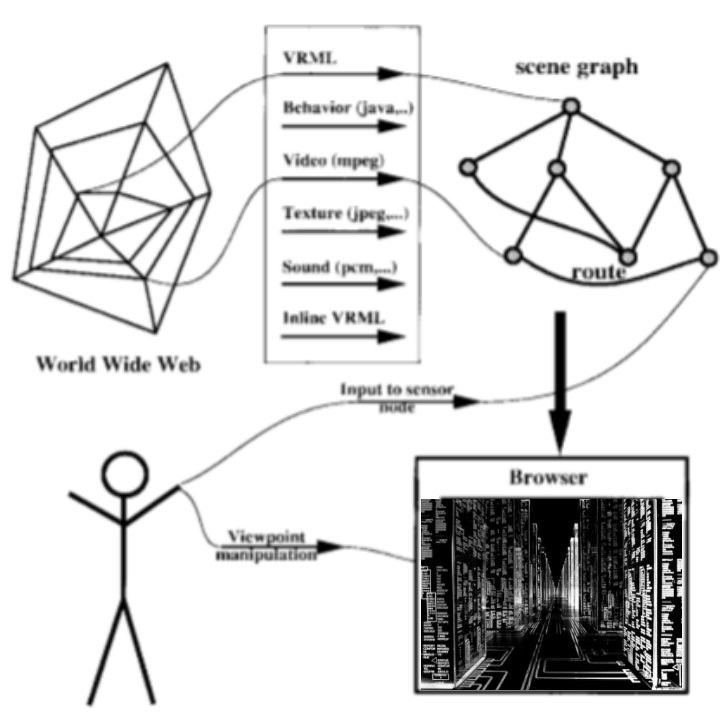 VRML
scene graph
Behavior (java,..)
Video (mpeg)
Texture (jpeg,...)
Sound (pcm,...)
route
Inline VRML
World Wide Web
Input to sensor
node
Browser
Viewpoint
manipulation